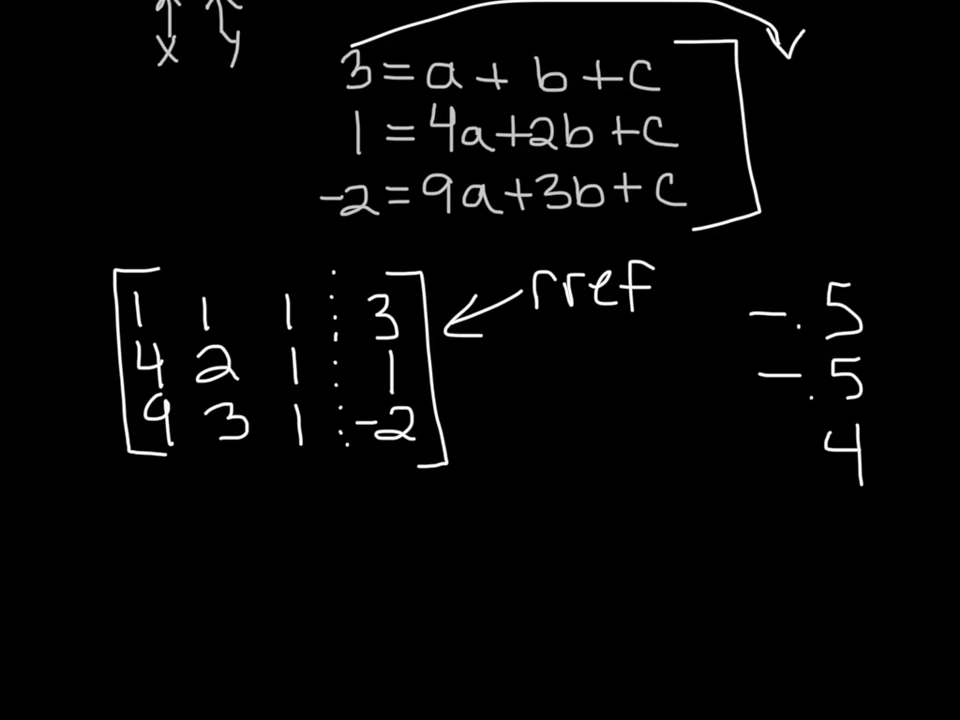 X Y
3 = a + b + c
1 = 4a + 2b + c
-2 = 9a + 3b + c
rref
1 1 1 3
4 2 1 1
9 3 1 -2
-.5
-.5
4